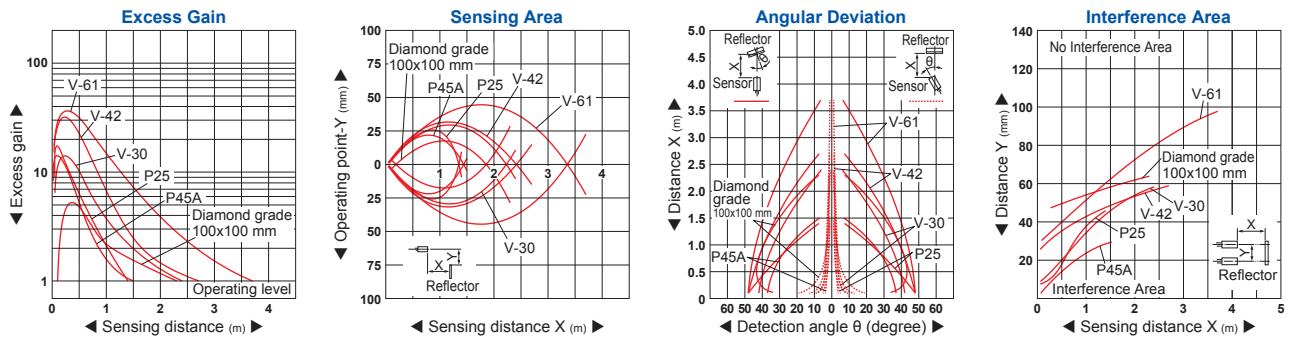 Excess Gain
100
10
1
V-61
V-42
V-30
P25
P45A
Diamond grade
100x100 mm
Operating level
0 1 2 3 4
◀ Excess gain ▶
◀ Sensing distance (m) ▶
Sensing Area
100
75
50
25
0
25
50
75
100
Diamond grade
100x100 mm
P45A
P25
V-42
V-61
1 2 3 4
V-30
X
Y
Reflector
◀ Operating point-Y (mm) ▶
◀ Sensing distance X (m) ▶
Angular Deviation
5.0
4.5
4.0
3.5
3.0
2.5
2.0
1.5
1.0
0.5
0
Reflector
X
θ
Sensor
Reflector
X
θ
Sensor
V-61
V-42
Diamond
grade
100x100 mm
V-30
P45A
P25
60 50 40 30 20 10 0 10 20 30 40 50 60
◀ Distance X (m) ▶
◀ Detection angle θ (degree) ▶
Interference Area
140
120
100
80
60
40
20
No Interference Area
V-61
Diamond grade
100x100 mm
V-30
V-42
P25
P45A
X
Y
Reflector
Interference Area
0 1 2 3 4 5
◀ Distance Y (mm) ▶
◀ Sensing distance X (m) ▶